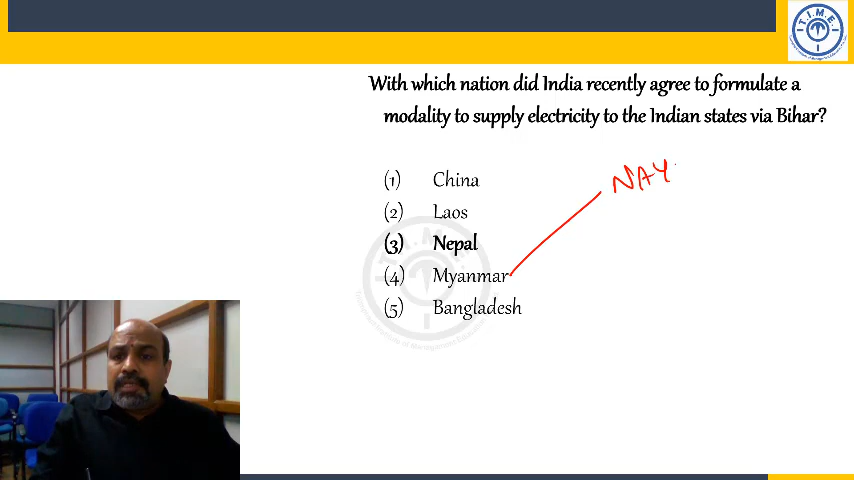 T.I.M.E.
With which nation did India recently agree to formulate a
modality to supply electricity to the Indian states via Bihar?
(1) China
(2) Laos
(3) Nepal
(4) Myanmar
(5) Bangladesh
NAY